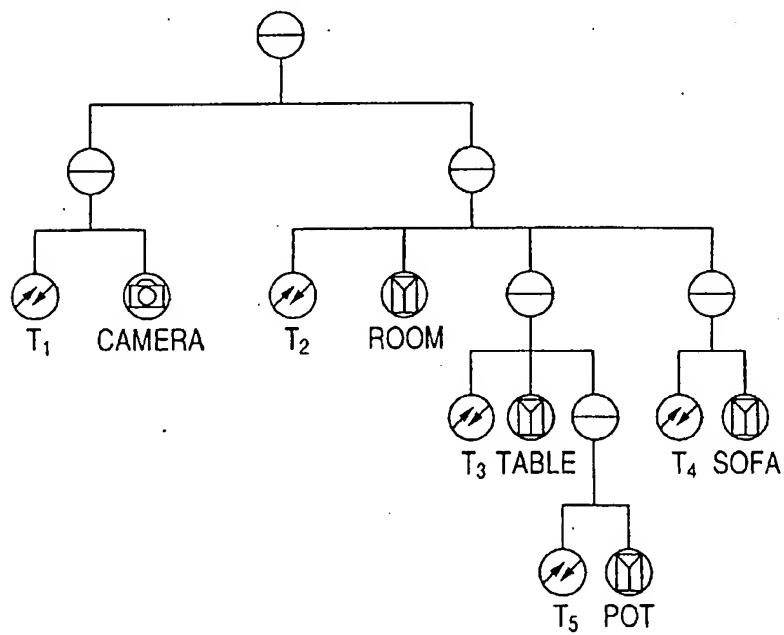 T₁ CAMERA T₂ ROOM
T₃ TABLE T₄ SOFA
T₅ POT